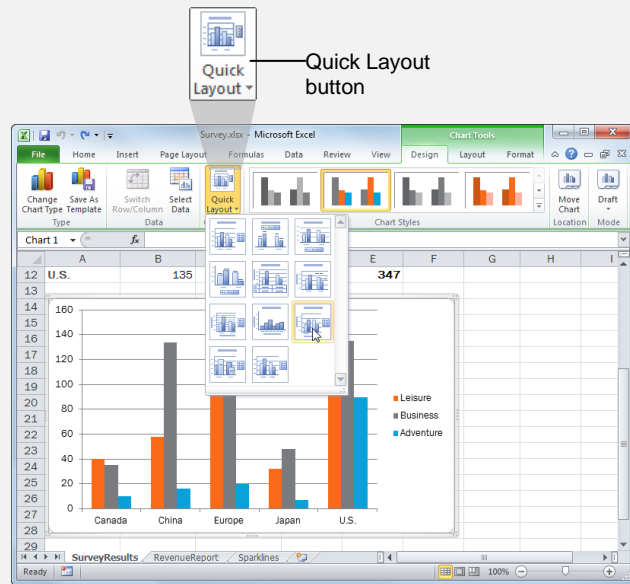 Quick
Layout
Quick Layout
button
Survey.xlsx - Microsoft Excel
Chart Tools
File Home Insert Page Layout Formulas Data Review View Design Layout Format
Change
Chart Type
Save As
Template
Switch
Row/Column
Select
Data
Quick
Layout
Move
Chart
Draft
Type Data Chart Styles Location Mode
Chart 1 fx
A B E F G H I
12 U.S. 135 347
13
14
15
16
17
18
19
20
21
22
23
24
25
26
27
28
29
160
140
120
100
80
60
40
20
0
Canada China Europe Japan U.S.
Leisure
Business
Adventure
SurveyResults RevenueReport Sparklines
Ready 100%